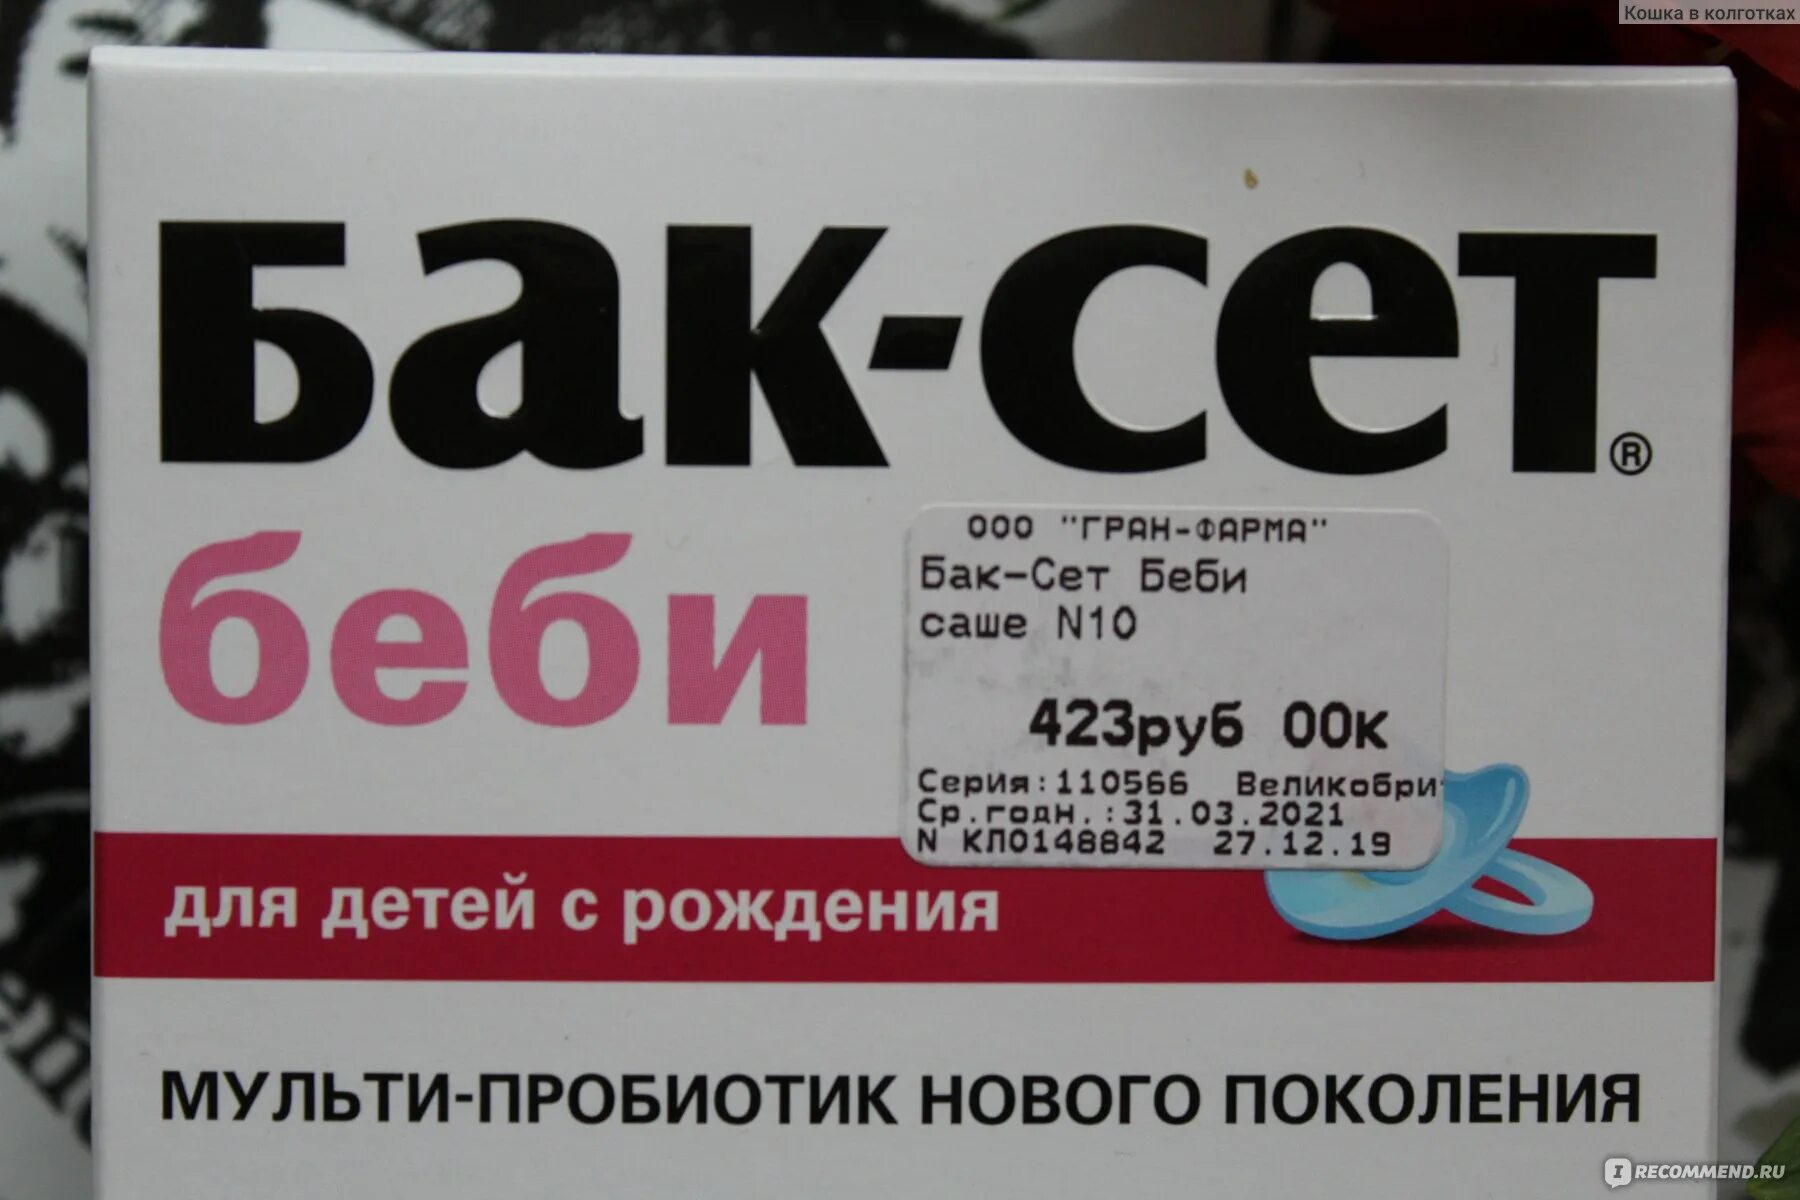 Кошка в колготках
Бак-сет®
беби
ООО "ГРАН-ФАРМА"
Бак-Сет Беби
саше N10
423руб 00к
Серия:110566 Великобри
Ср.годн.:31.03.2021
N КЛ0148842 27.12.19
для детей с рождения
МУЛЬТИ-ПРОБИОТИК НОВОГО ПОКОЛЕНИЯ
IRECOMMEND.RU